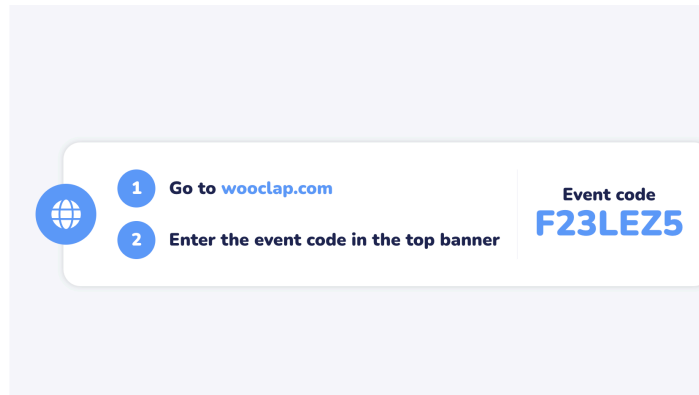 1 Go to wooclap.com
2 Enter the event code in the top banner
Event code
F23LEZ5